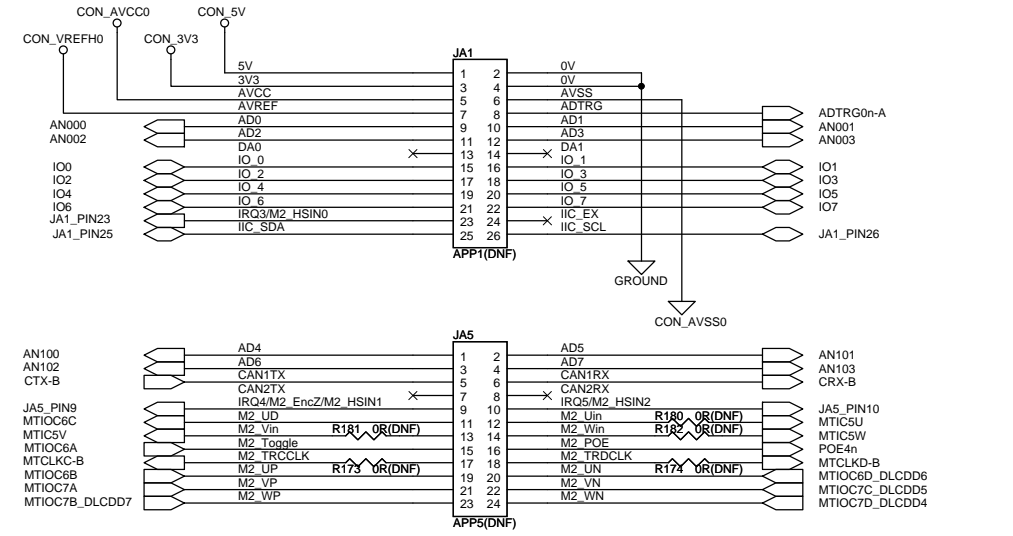 CON_AVCC0 CON_5V
CON_VREFH0 CON_3V3
JA1
5V 1 2 0V
3V3 3 4 0V
AVCC 5 6 AVSS
AVREF 7 8 ADTRG ADTRG0n-A
AN000 AD0 9 10 AD1 AN001
AN002 AD2 11 12 AD3 AN003
DA0 13 14 DA1
IO0 IO_0 15 16 IO_1 IO1
IO2 IO_2 17 18 IO_3 IO3
IO4 IO_4 19 20 IO_5 IO5
IO6 IO_6 21 22 IO_7 IO7
JA1_PIN23 IRQ3/M2_HSIN0 23 24 IIC_EX
JA1_PIN25 IIC_SDA 25 26 IIC_SCL JA1_PIN26
APP1(DNF)
GROUND
CON_AVSS0
JA5
AN100 AD4 1 2 AD5 AN101
AN102 AD6 3 4 AD7 AN103
CTX-B CAN1TX 5 6 CAN1RX CRX-B
CAN2TX 7 8 CAN2RX
JA5_PIN9 IRQ4/M2_EncZ/M2_HSIN1 9 10 IRQ5/M2_HSIN2 JA5_PIN10
MTIOC6C M2_UD 11 12 M2_Uin R180 0R(DNF) MTIC5U
MTIC5V M2_Vin R181 0R(DNF) 13 14 M2_Win R182 0R(DNF) MTIC5W
MTIOC6A M2_Toggle 15 16 M2_POE POE4n
MTCLKC-B M2_TRCCLK R173 0R(DNF) 17 18 M2_TRDCLK R174 0R(DNF) MTCLKD-B
MTIOC6B M2_UP 19 20 M2_UN MTIOC6D_DLCDD6
MTIOC7A M2_VP 21 22 M2_VN MTIOC7C_DLCDD5
MTIOC7B_DLCDD7 M2_WP 23 24 M2_WN MTIOC7D_DLCDD4
APP5(DNF)